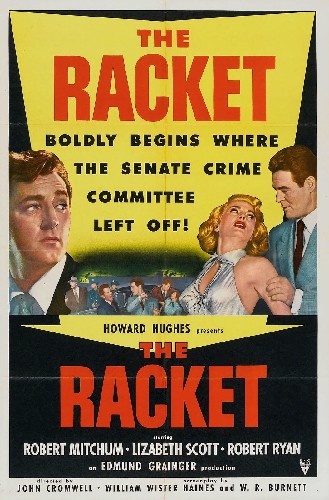 THE
RACKET
BOLDLY BEGINS WHERE
THE SENATE CRIME
COMMITTEE
LEFT OFF!
HOWARD HUGHES presents
THE
RACKET
starring
ROBERT MITCHUM · LIZABETH SCOTT · ROBERT RYAN
an EDMUND GRAINGER production
directed by screenplay by
JOHN CROMWELL · WILLIAM WISTER HAINES and W. R. BURNETT